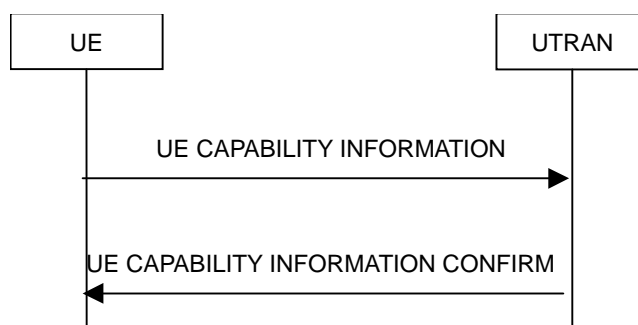 UE
UTRAN
UE CAPABILITY INFORMATION
UE CAPABILITY INFORMATION CONFIRM